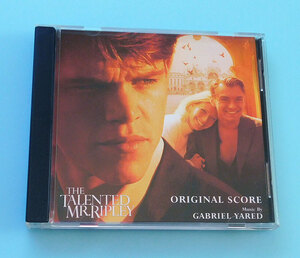 THE
TALENTED
MR. RIPLEY
ORIGINAL SCORE
Music By
GABRIEL YARED